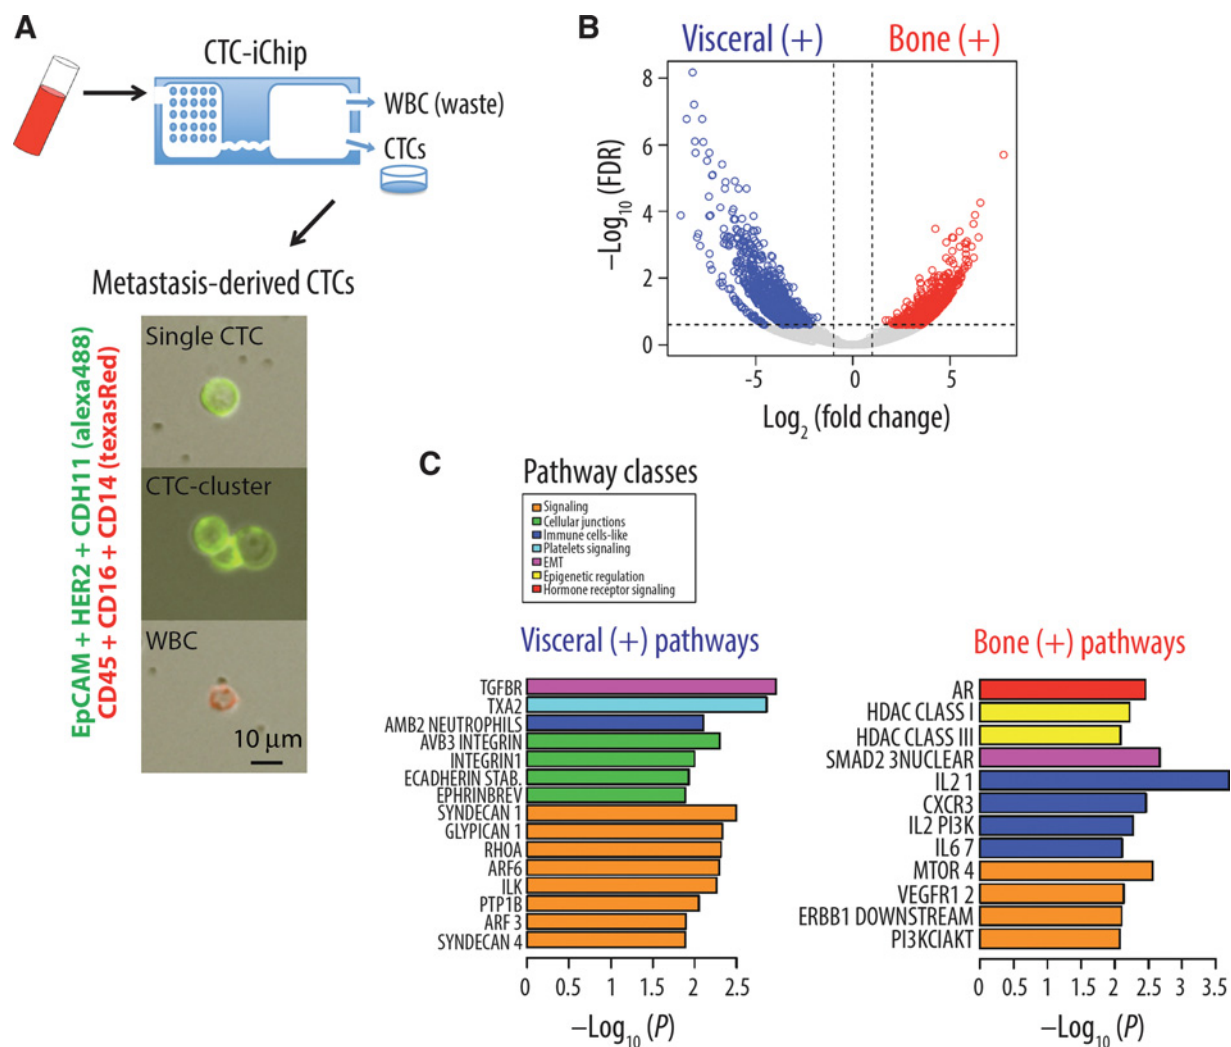 A
CTC-iChip
WBC (waste)
CTCs
Metastasis-derived CTCs
EpCAM + HER2 + CDH11 (alexa488)
CD45 + CD16 + CD14 (texasRed)
Single CTC
CTC-cluster
WBC
10 µm
B
Visceral (+)
Bone (+)
8
6
4
2
0
−Log10 (FDR)
-5
0
5
Log2 (fold change)
C
Pathway classes
Signaling
Cellular junctions
Immune cells-like
Platelets signaling
EMT
Epigenetic regulation
Hormone receptor signaling
Visceral (+) pathways
TGFBR
TXA2
AMB2 NEUTROPHILS
AVB3 INTEGRIN
INTEGRIN1
ECADHERIN STAB.
EPHRINBREV
SYNDECAN 1
GLYPICAN 1
RHOA
ARF6
ILK
PTP1B
ARF 3
SYNDECAN 4
0 0.5 1 1.5 2 2.5
−Log10 (P)
Bone (+) pathways
AR
HDAC CLASS I
HDAC CLASS III
SMAD2 3NUCLEAR
IL2 1
CXCR3
IL2 PI3K
IL6 7
MTOR 4
VEGFR1 2
ERBB1 DOWNSTREAM
PI3KCIAKT
0 0.5 1 1.5 2 2.5 3 3.5
−Log10 (P)